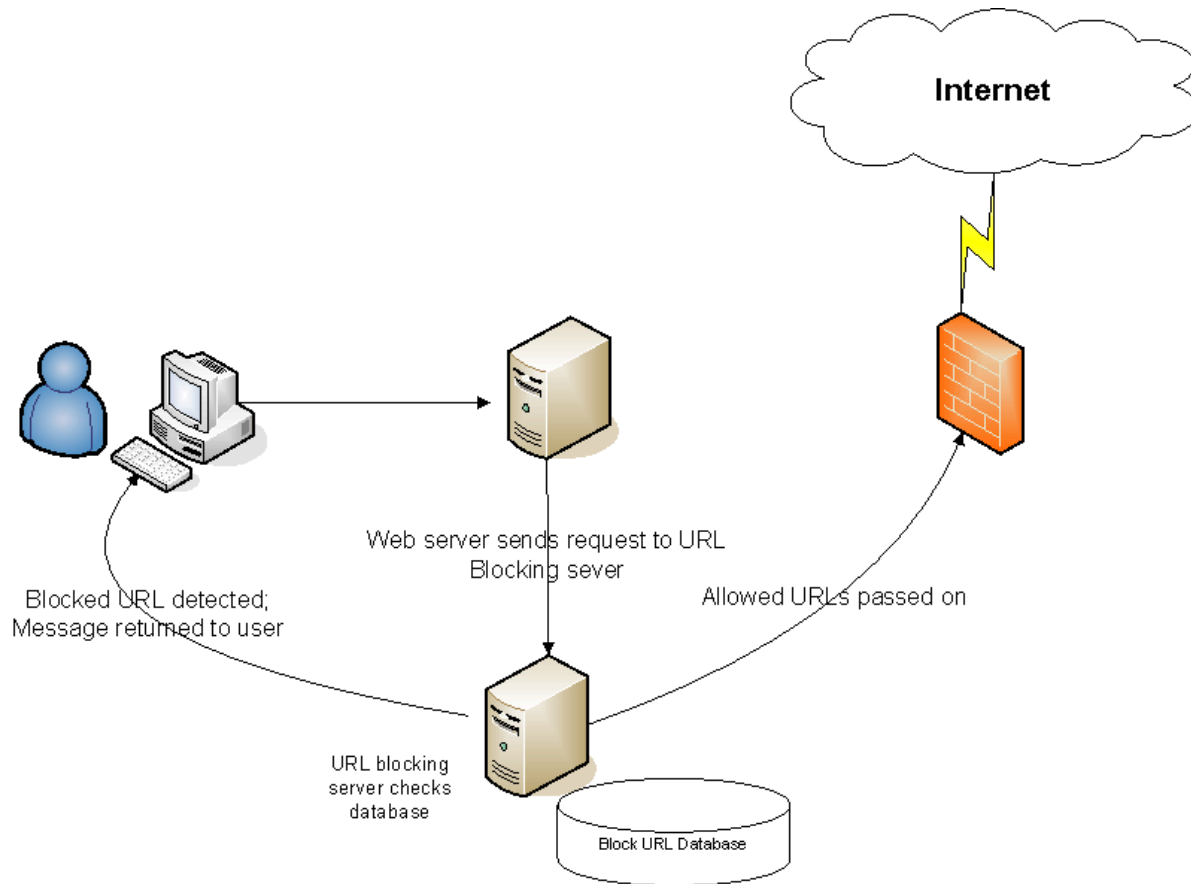 Internet
Web server sends request to URL
Blocking sever
Blocked URL detected;
Message returned to user
Allowed URLs passed on
URL blocking
server checks
database
Block URL Database